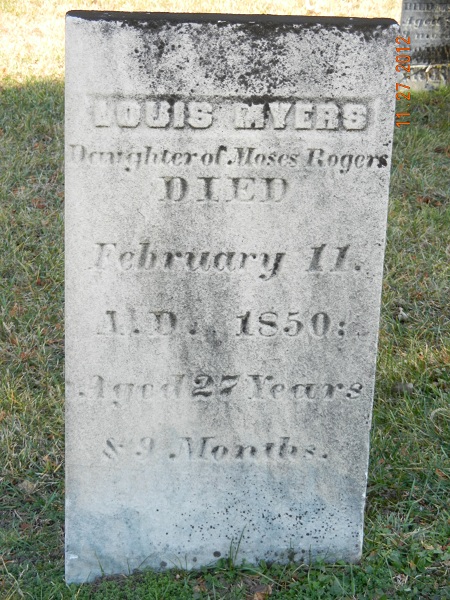 LOUIS MYERS
Daughter of Moses Rogers
DIED
February 11.
A.D. 1850:
Aged 27 Years
& 9 Months.
11 27 2012